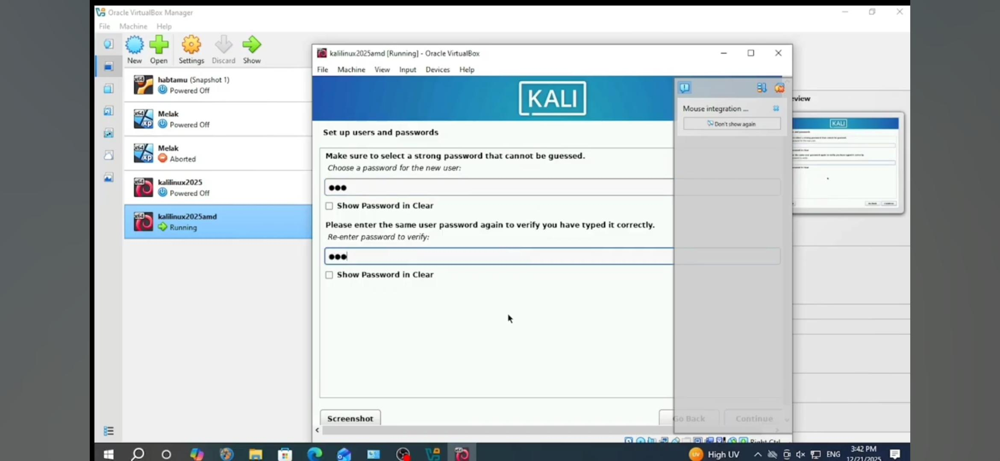 Oracle VirtualBox Manager
File Machine Help
New Open Settings Discard Show
habtamu (Snapshot 1)
Powered Off
Melak
Powered Off
Melak
Aborted
kalilinux2025
Powered Off
kalilinux2025amd
Running
kalilinux2025amd [Running] - Oracle VirtualBox
File Machine View Input Devices Help
KALI
Set up users and passwords
Make sure to select a strong password that cannot be guessed.
Choose a password for the new user:
●●●
Show Password in Clear
Please enter the same user password again to verify you have typed it correctly.
Re-enter password to verify:
●●●
Show Password in Clear
Screenshot
Go Back
Continue
Mouse integration ...
Don't show again
eview
KALI
Right Ctrl
UV
High UV
ENG
3:42 PM
12/21/2025